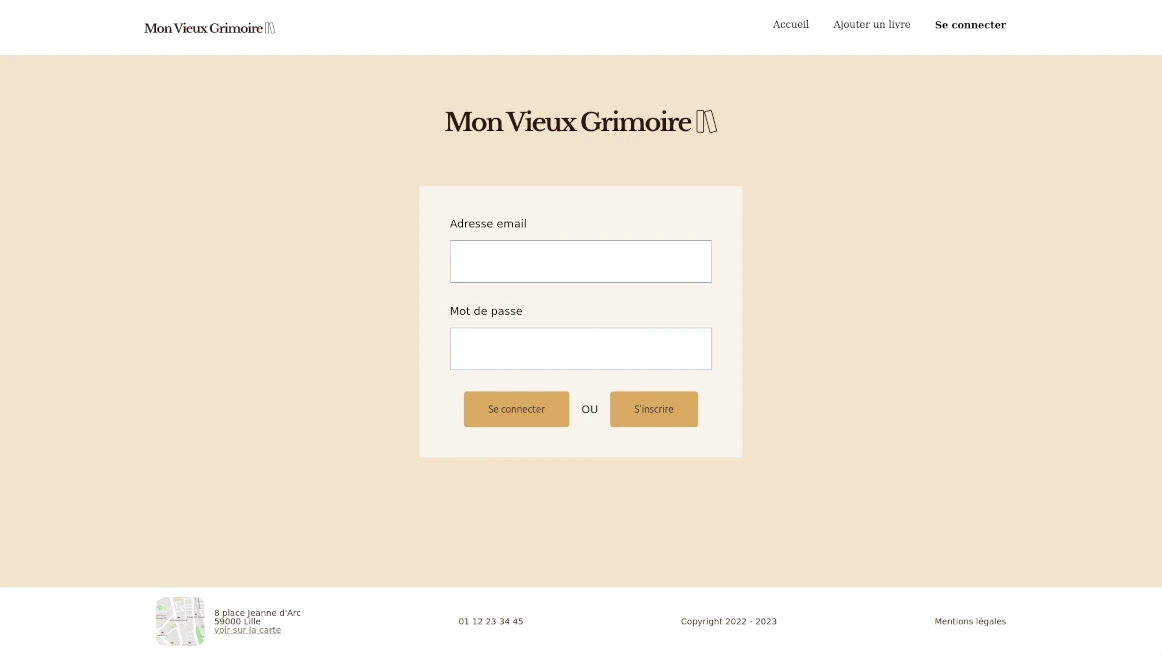 Mon Vieux Grimoire
Accueil
Ajouter un livre
Se connecter
Mon Vieux Grimoire
Adresse email
Mot de passe
Se connecter
OU
S'inscrire
8 place Jeanne d'Arc
59000 Lille
voir sur la carte
01 12 23 34 45
Copyright 2022 - 2023
Mentions légales